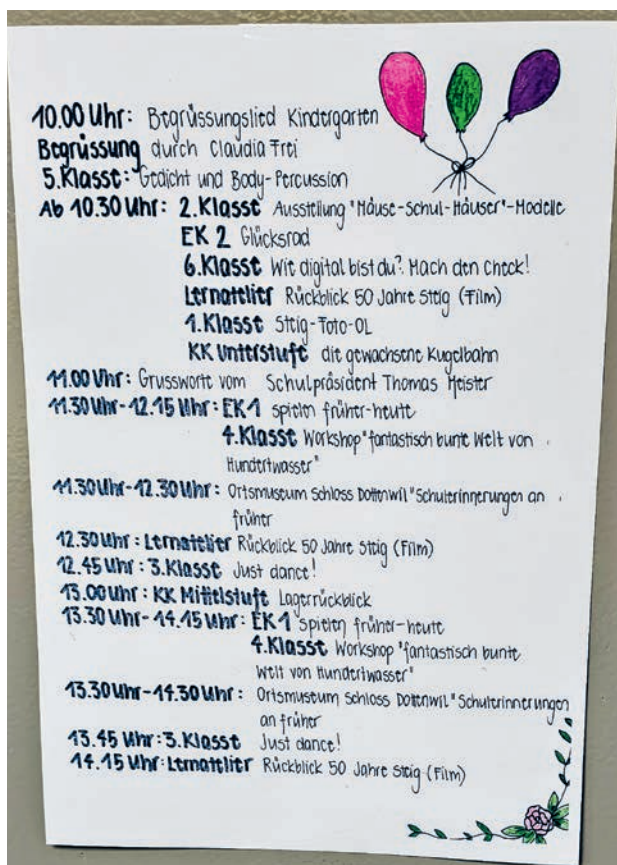 10.00 Uhr: Begrüssungslied Kindergarten
Begrüssung durch Claudia Frei
5.Klasse: Gedicht und Body-Percussion
Ab 10.30 Uhr: 2.Klasse Ausstellung "Mäuse-Schul-Häuser"-Modelle
EK 2 Glücksrad
6.Klasse Wie digital bist du? Mach den Check!
Lernatelier Rückblick 50 Jahre Steig (Film)
1.Klasse Steig-Foto-OL
KK Unterstufe die gewachsene Kugelbahn
11.00 Uhr: Grussworte vom Schulpräsident Thomas Meister
11.30 Uhr-12.15 Uhr: EK 1 spielen früher-heute
4.Klasse Workshop "fantastisch bunte Welt von
Hundertwasser"
11.30 Uhr-12.30 Uhr: Ortsmuseum Schloss Dottenwil "Schulerinnerungen an
früher
12.30 Uhr: Lernatelier Rückblick 50 Jahre Steig (Film)
12.45 Uhr: 3.Klasse Just dance!
13.00 Uhr: KK Mittelstufe Lagerrückblick
13.30 Uhr-14.15 Uhr: EK 1 spielen früher-heute
4.Klasse Workshop "fantastisch bunte
Welt von Hundertwasser"
13.30 Uhr-14.30 Uhr: Ortsmuseum Schloss Dottenwil "Schulerinnerungen
an früher
13.45 Uhr: 3.Klasse Just dance!
14.15 Uhr: Lernatelier Rückblick 50 Jahre Steig (Film)